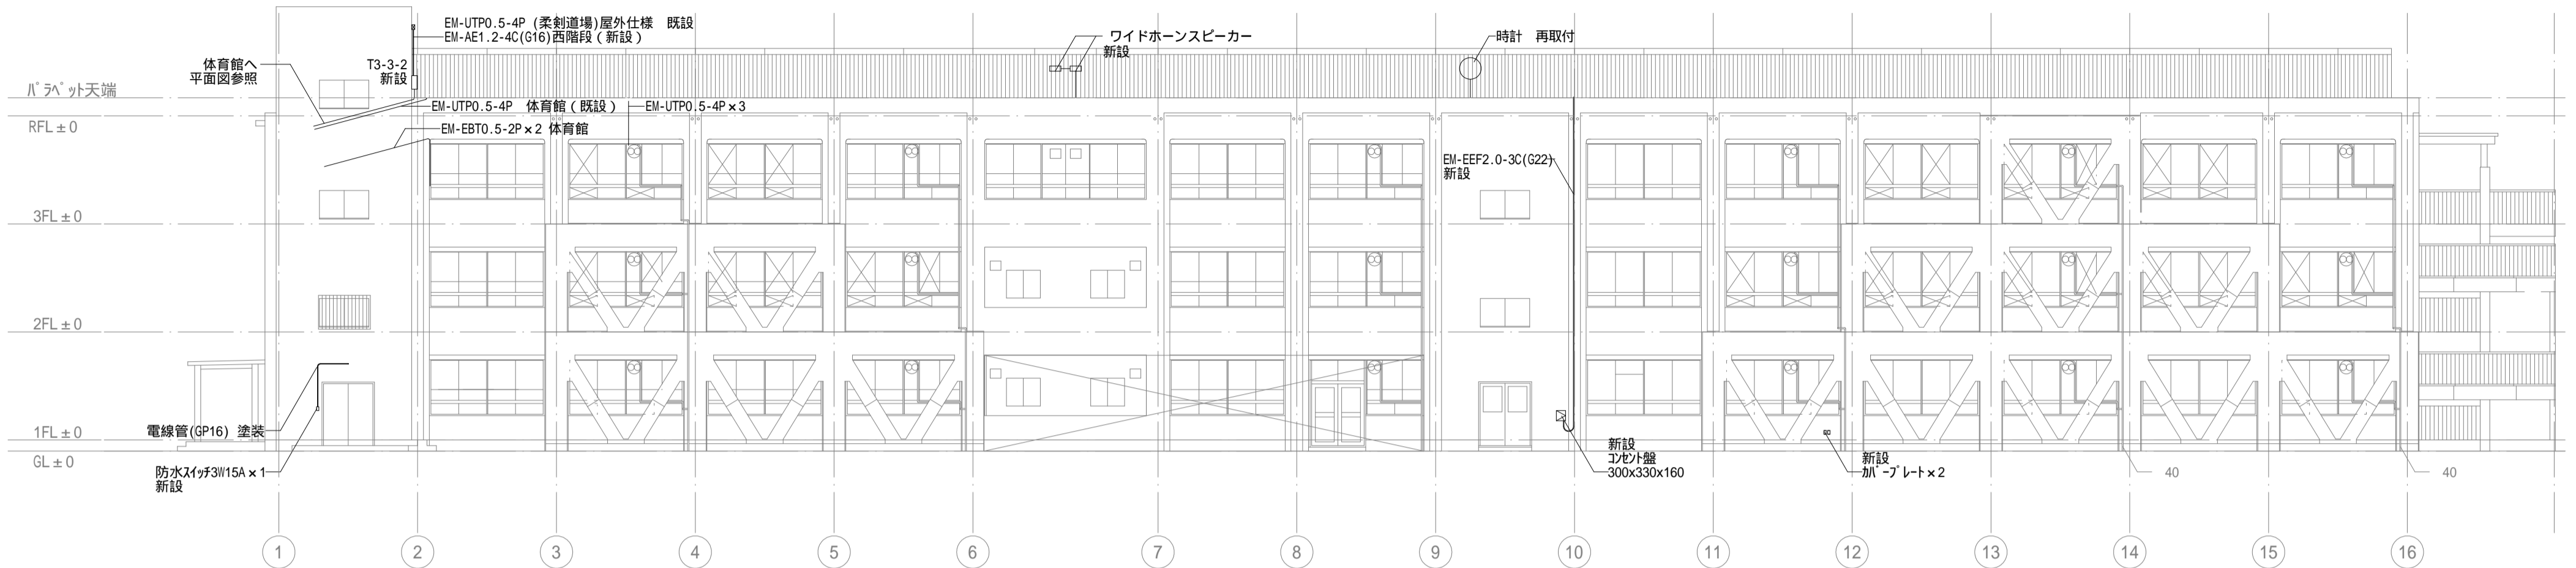 EM-UTP0.5-4P (柔剣道場)屋外仕様　既設
EM-AE1.2-4C(G16)西階段（新設）
体育館へ
平面図参照
T3-3-2
新設
ワイドホーンスピーカー
新設
時計　再取付
パラペット天端
EM-UTP0.5-4P　体育館（既設）
EM-UTP0.5-4P×3
RFL±0
EM-EBT0.5-2P×2 体育館
EM-EEF2.0-3C(G22)
新設
3FL±0
2FL±0
1FL±0
電線管(GP16) 塗装
GL±0
防水スイッチ3W15A×1
新設
新設
コンセント盤
300x330x160
新設
カバープレート×2
40
40
1
2
3
4
5
6
7
8
9
10
11
12
13
14
15
16